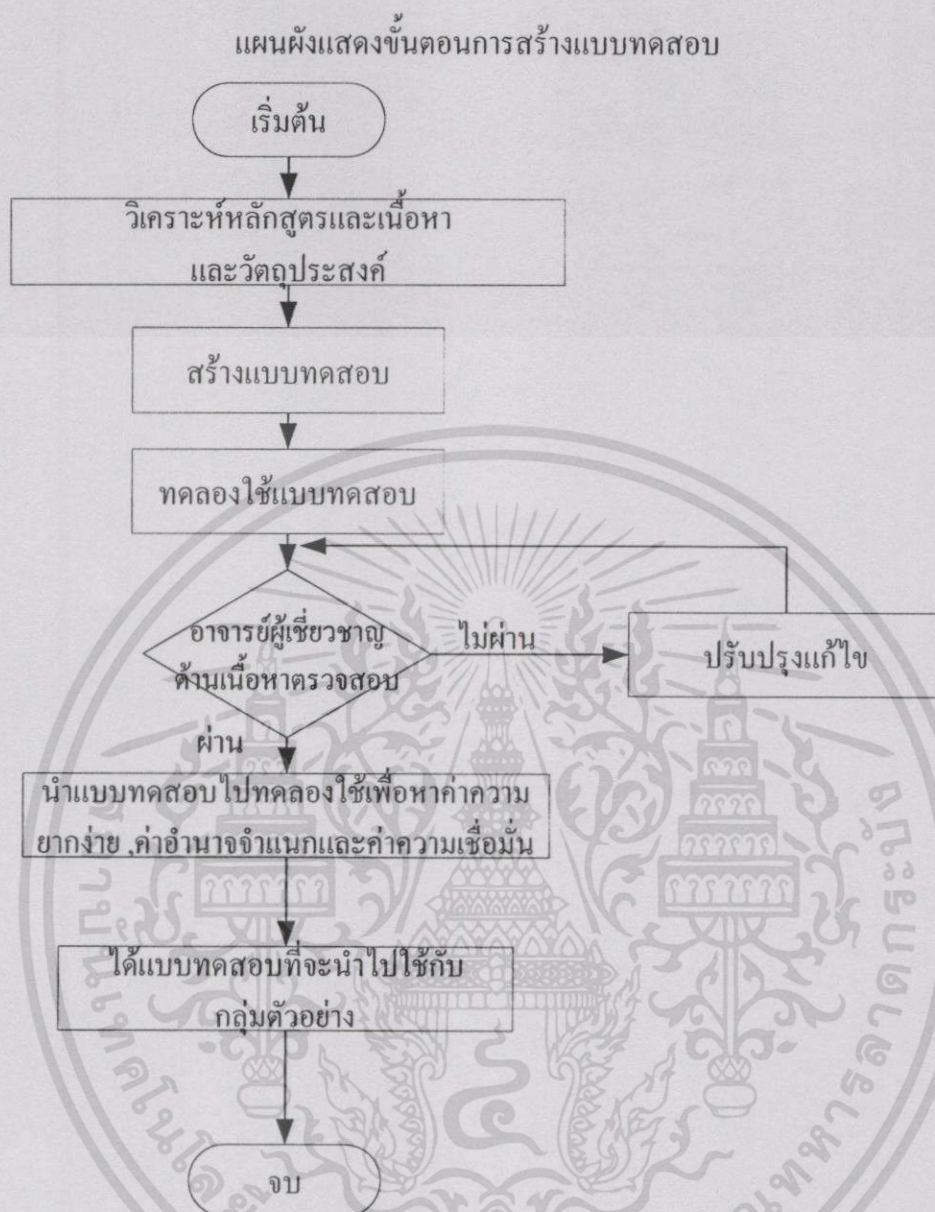 แผนผังแสดงขั้นตอนการสร้างแบบทดสอบ
เริ่มต้น
วิเคราะห์หลักสูตรและเนื้อหา
และวัตถุประสงค์
สร้างแบบทดสอบ
ทดลองใช้แบบทดสอบ
อาจารย์ผู้เชี่ยวชาญ
ด้านเนื้อหาตรวจสอบ
ไม่ผ่าน
ปรับปรุงแก้ไข
ผ่าน
นำแบบทดสอบไปทดลองใช้เพื่อหาค่าความ
ยากง่าย ,ค่าอำนาจจำแนกและค่าความเชื่อมั่น
ได้แบบทดสอบที่จะนำไปใช้กับ
กลุ่มตัวอย่าง
จบ